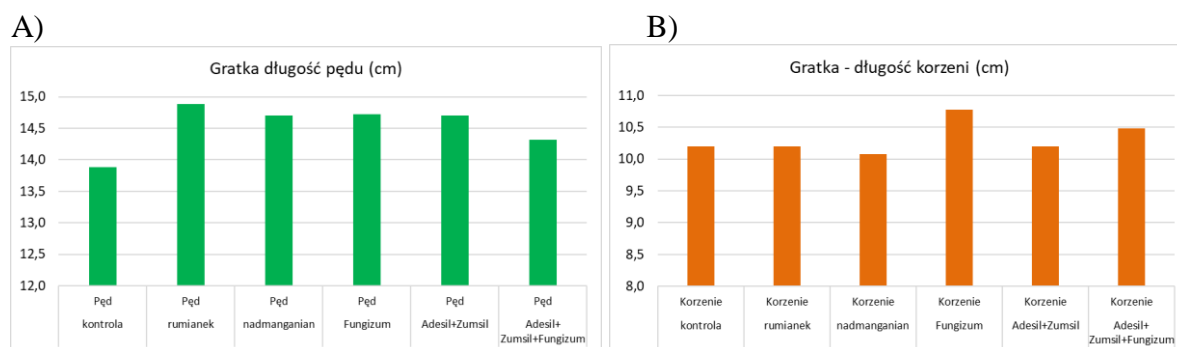 A)
Gratka długość pędu (cm)
15,0
14,5
14,0
13,5
13,0
12,5
12,0
Pęd Pęd Pęd Pęd Pęd Pęd
kontrola rumianek nadmanganian Fungizum Adesil+Zumsil Adesil+
Zumsil+Fungizum
B)
Gratka - długość korzeni (cm)
11,0
10,5
10,0
9,5
9,0
8,5
8,0
Korzenie Korzenie Korzenie Korzenie Korzenie Korzenie
kontrola rumianek nadmanganian Fungizum Adesil+Zumsil Adesil+
Zumsil+Fungizum